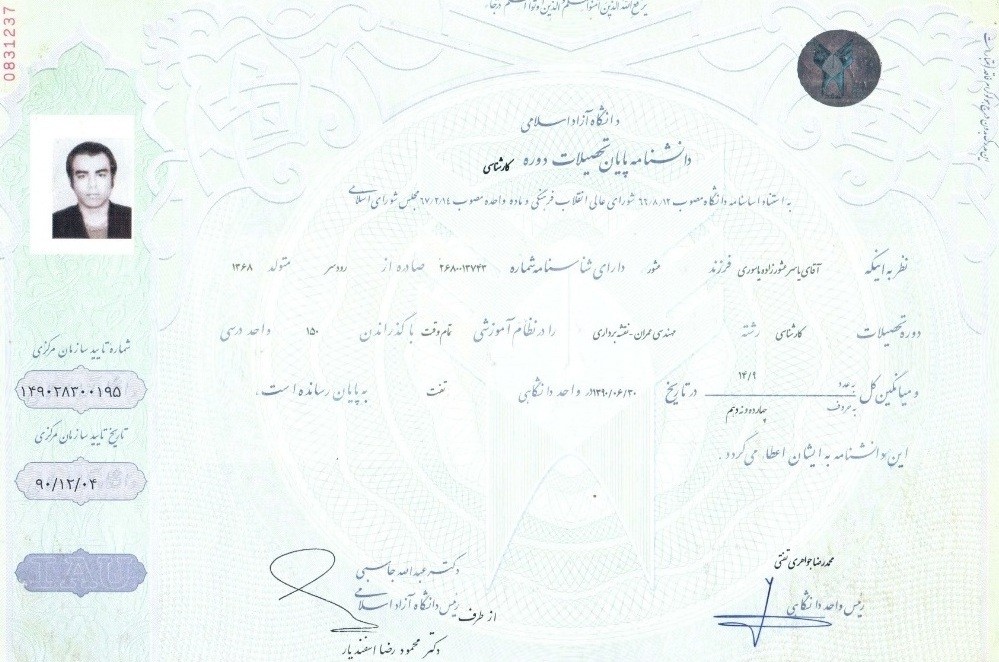 یرفع الله الذین آمنوا منکم والذین اوتوا العلم درجات
0831237
دانشگاه آزاد اسلامی
دانشنامه پایان تحصیلات دوره کارشناسی
به استناد اساسنامه دانشگاه مصوب ۶۶/۸/۱۲ شورای عالی انقلاب فرهنگی و ماده واحده مصوب ۶۷/۲/۱۴ مجلس شورای اسلامی
نظر به اینکه آقای یاسر مشهور زاده یاسوری فرزند مشهور دارای شناسنامه شماره ۲۶۸۰۰۱۳۷۴۳ صادره از رودسر متولد ۱۳۶۸
دوره تحصیلات کارشناسی رشته مهندسی عمران - نقشه برداری را در نظام آموزشی تمام وقت با گذراندن ۱۵۰ واحد درسی
و میانگین کل به عدد ۱۴/۹ به حروف چهارده و نه دهم در تاریخ ۱۳۹۰/۰۶/۳۰ در واحد دانشگاهی تفت به پایان رسانده است،
این دانشنامه به ایشان اعطا می گردد.
شماره تایید سازمان مرکزی
۱۴۹۰۲۸۳۰۰۱۹۵
تاریخ تایید سازمان مرکزی
۹۰/۱۲/۰۴
IAU
محمدرضا جواهری تفتی
رئیس واحد دانشگاهی
دکتر عبدالله جاسبی
رئیس دانشگاه آزاد اسلامی
از طرف
دکتر محمود رضا اسفندیار